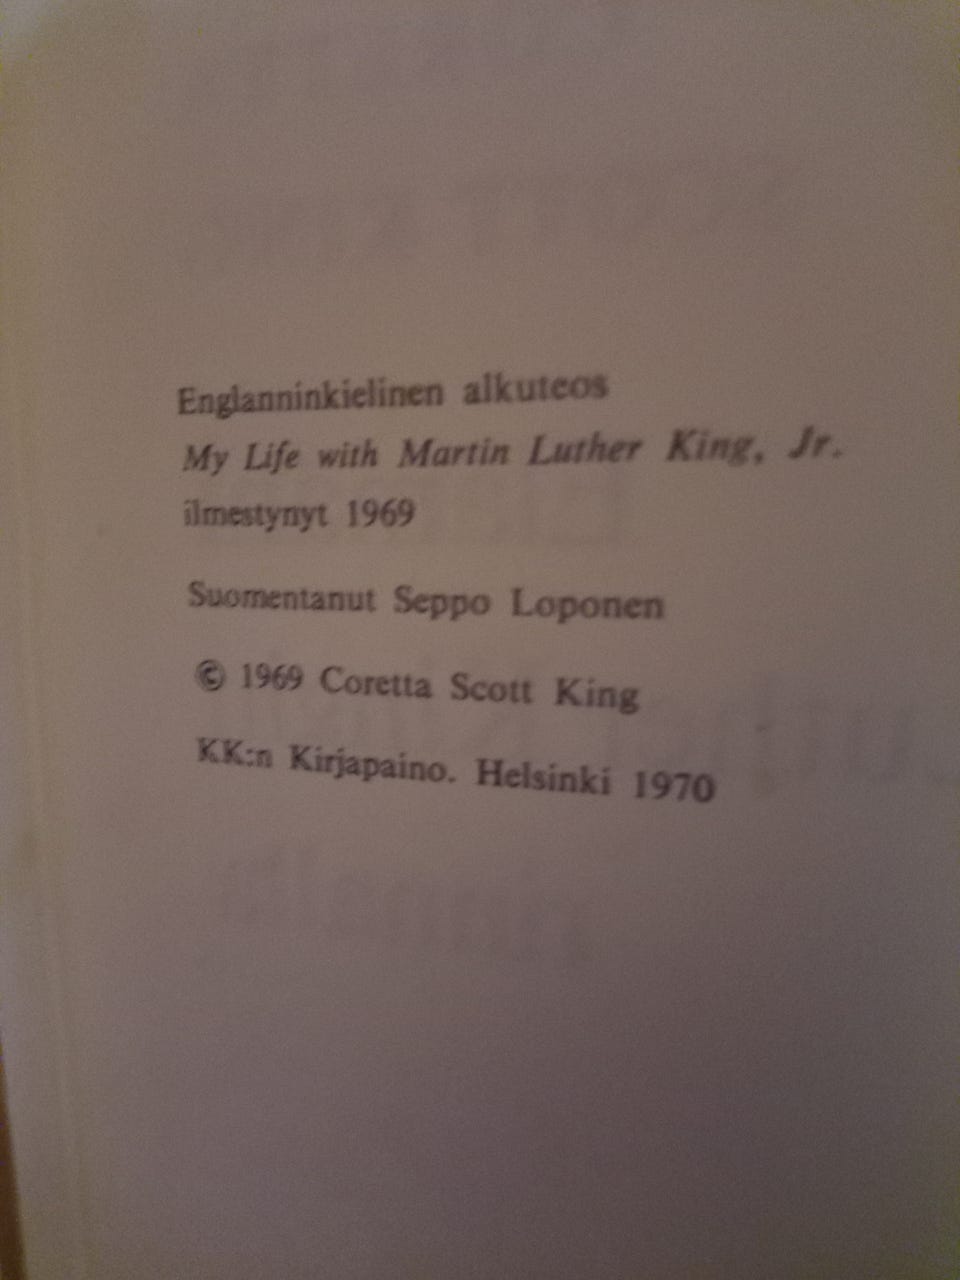 Englanninkielinen alkuteos
My Life with Martin Luther King, Jr.
ilmestynyt 1969
Suomentanut Seppo Loponen
© 1969 Coretta Scott King
KK:n Kirjapaino. Helsinki 1970